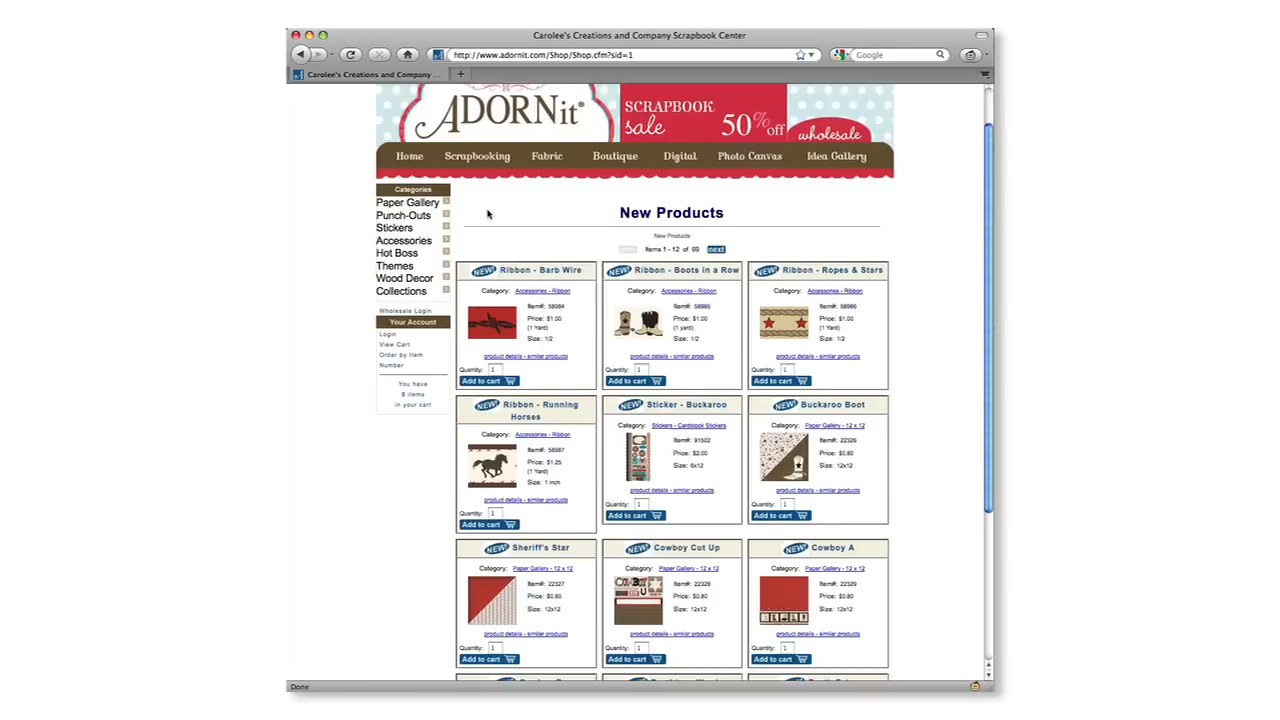 Carolee's Creations and Company Scrapbook Center
http://www.adornit.com/Shop/Shop.cfm?sid=1
Google
Carolee's Creations and Company ...
ADORNit®
SCRAPBOOK
sale 50% off
wholesale
Home Scrapbooking Fabric Boutique Digital Photo Canvas Idea Gallery
Categories
Paper Gallery
Punch-Outs
Stickers
Accessories
Hot Boss
Themes
Wood Decor
Collections
Wholesale Login
Your Account
Login
View Cart
Order by Item
Number
You have
0 items
in your cart
New Products
New Products
prev Items 1 - 12 of 69 next
NEW! Ribbon - Barb Wire
Category: Accessories - Ribbon
Item#: 58984
Price: $1.00
(1 Yard)
Size: 1/2
product details - similar products
Quantity: 1
Add to cart
NEW! Ribbon - Boots in a Row
Category: Accessories - Ribbon
Item#: 58985
Price: $1.00
(1 yard)
Size: 1/2
product details - similar products
Quantity: 1
Add to cart
NEW! Ribbon - Ropes & Stars
Category: Accessories - Ribbon
Item#: 58986
Price: $1.00
(1 Yard)
Size: 1/2
product details - similar products
Quantity: 1
Add to cart
NEW! Ribbon - Running
Horses
Category: Accessories - Ribbon
Item#: 58987
Price: $1.25
(1 Yard)
Size: 1 inch
product details - similar products
Quantity: 1
Add to cart
NEW! Sticker - Buckaroo
Category: Stickers - Cardstock Stickers
Item#: 91502
Price: $2.00
Size: 6x12
product details - similar products
Quantity: 1
Add to cart
NEW! Buckaroo Boot
Category: Paper Gallery - 12 x 12
Item#: 22326
Price: $0.80
Size: 12x12
product details - similar products
Quantity: 1
Add to cart
NEW! Sheriff's Star
Category: Paper Gallery - 12 x 12
Item#: 22327
Price: $0.80
Size: 12x12
product details - similar products
Quantity: 1
Add to cart
NEW! Cowboy Cut Up
Category: Paper Gallery - 12 x 12
Item#: 22328
Price: $0.80
Size: 12x12
product details - similar products
Quantity: 1
Add to cart
NEW! Cowboy A
Category: Paper Gallery - 12 x 12
Item#: 22329
Price: $0.80
Size: 12x12
product details - similar products
Quantity: 1
Add to cart
Done